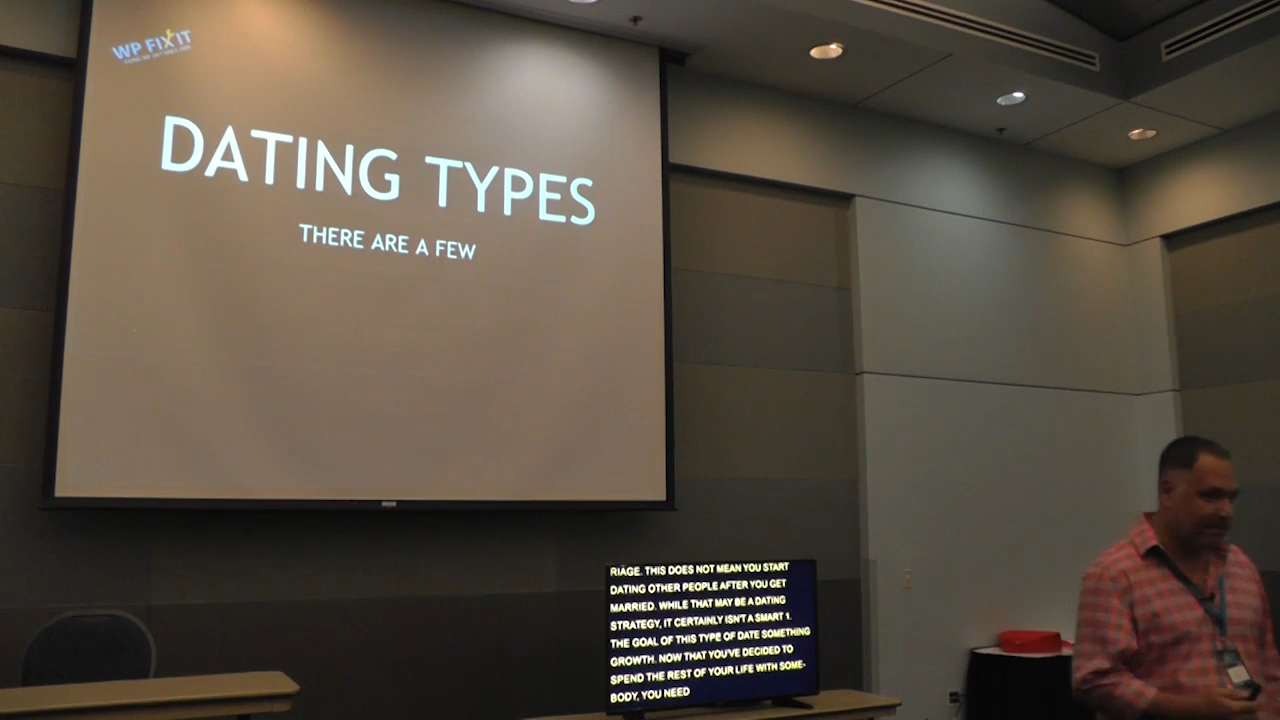 WP FIX IT
DATING TYPES
THERE ARE A FEW
RIAGE. THIS DOES NOT MEAN YOU START
DATING OTHER PEOPLE AFTER YOU GET
MARRIED. WHILE THAT MAY BE A DATING
STRATEGY, IT CERTAINLY ISN'T A SMART 1.
THE GOAL OF THIS TYPE OF DATE SOMETHING
GROWTH. NOW THAT YOU'VE DECIDED TO
SPEND THE REST OF YOUR LIFE WITH SOME-
BODY, YOU NEED